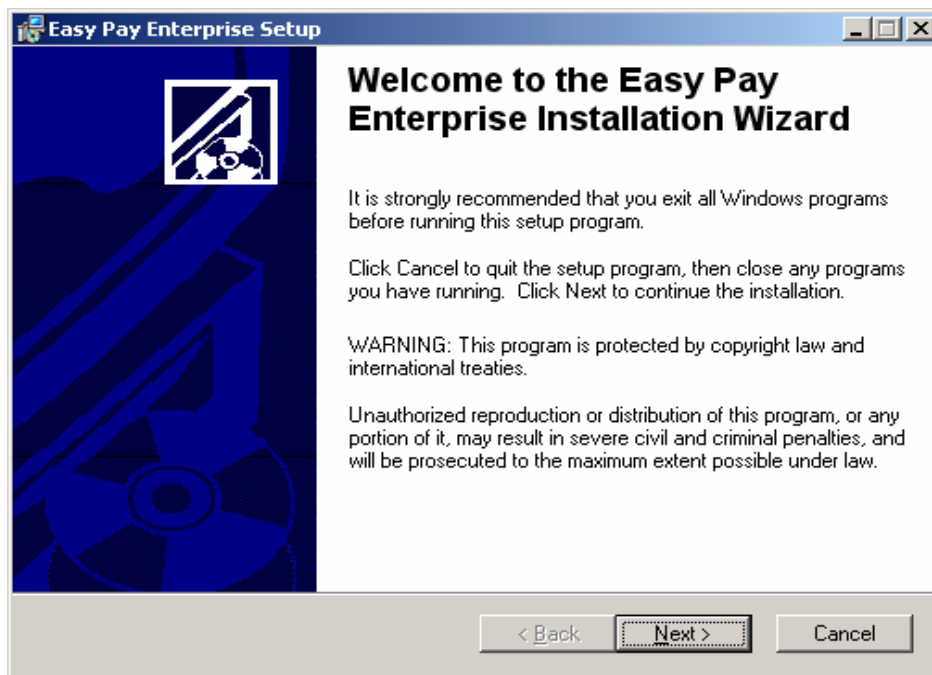 Easy Pay Enterprise Setup
Welcome to the Easy Pay
Enterprise Installation Wizard
It is strongly recommended that you exit all Windows programs
before running this setup program.
Click Cancel to quit the setup program, then close any programs
you have running.  Click Next to continue the installation.
WARNING: This program is protected by copyright law and
international treaties.
Unauthorized reproduction or distribution of this program, or any
portion of it, may result in severe civil and criminal penalties, and
will be prosecuted to the maximum extent possible under law.
< Back
Next >
Cancel